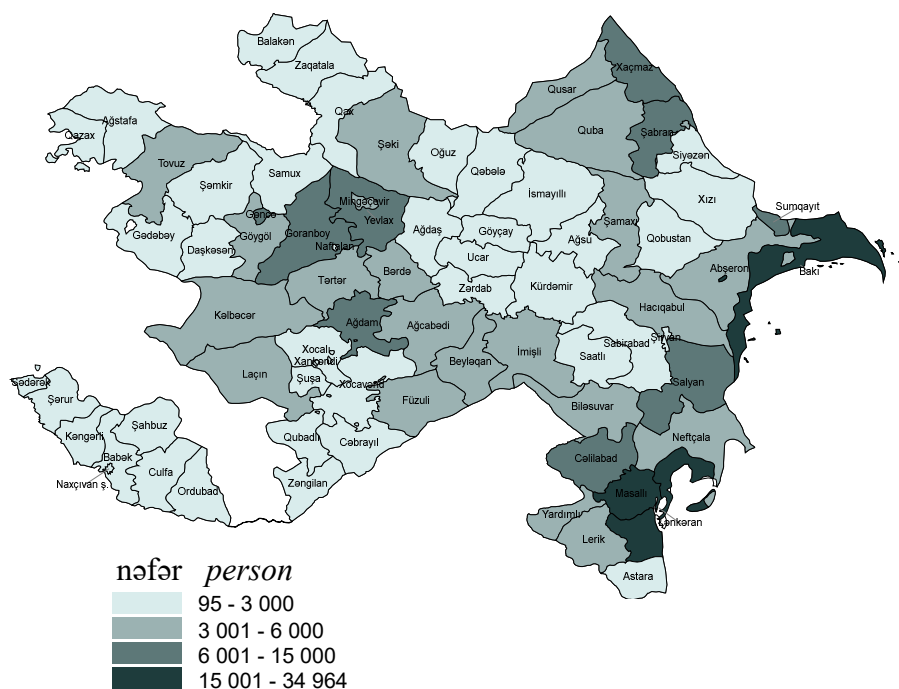 Balakən
Zaqatala
Xaçmaz
Qax
Qusar
Ağstafa
Quba
Şabran
Qazax
Şəki
Oğuz
Siyəzən
Tovuz
Qəbələ
Samux
Şəmkir
İsmayıllı
Xızı
Mingəçevir
Sumqayıt
Gəncə
Yevlax
Şamaxı
Gədəbəy
Göygöl
Goranboy
Ağdaş
Göyçay
Ağsu
Qobustan
Daşkəsən
Naftalan
Ucar
Abşeron
Bakı
Bərdə
Tərtər
Zərdab
Kürdəmir
Hacıqabul
Kəlbəcər
Ağdam
Ağcabədi
Şirvan
Xocalı
Sabirabad
İmişli
Saatlı
Xankəndi
Beyləqan
Laçın
Şuşa
Xocavənd
Salyan
Sədərək
Füzuli
Şərur
Biləsuvar
Şahbuz
Kəngərli
Qubadlı
Cəbrayıl
Neftçala
Babək
Cəlilabad
Culfa
Naxçıvan ş.
Zəngilan
Ordubad
Masallı
Yardımlı
Lənkəran
Lerik
Astara
nəfər person
95 - 3 000
3 001 - 6 000
6 001 - 15 000
15 001 - 34 964